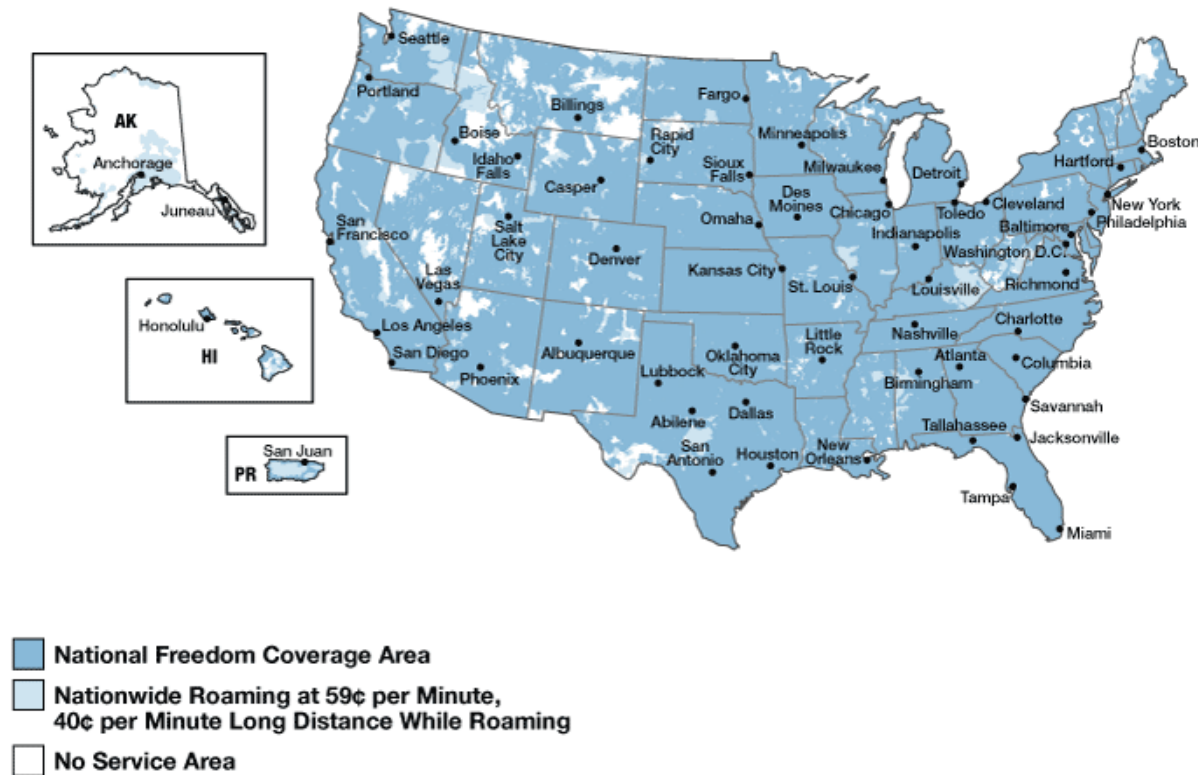 Seattle
Portland
Boise
Idaho
Falls
Billings
Casper
Fargo
Rapid
City
Minneapolis
Sioux
Falls
Milwaukee
Des
Moines
Omaha
Chicago
Detroit
Toledo
Cleveland
Boston
Hartford
New York
Philadelphia
Baltimore
Washington D.C.
Indianapolis
Richmond
Louisville
St. Louis
Kansas City
Denver
Salt
Lake
City
San
Francisco
Las
Vegas
Los Angeles
San Diego
Phoenix
Albuquerque
Lubbock
Oklahoma
City
Little
Rock
Nashville
Charlotte
Atlanta
Columbia
Birmingham
Savannah
Tallahassee
Jacksonville
Abilene
Dallas
San
Antonio
Houston
New
Orleans
Tampa
Miami
AK
Anchorage
Juneau
Honolulu
HI
San Juan
PR
National Freedom Coverage Area
Nationwide Roaming at 59¢ per Minute,
40¢ per Minute Long Distance While Roaming
No Service Area